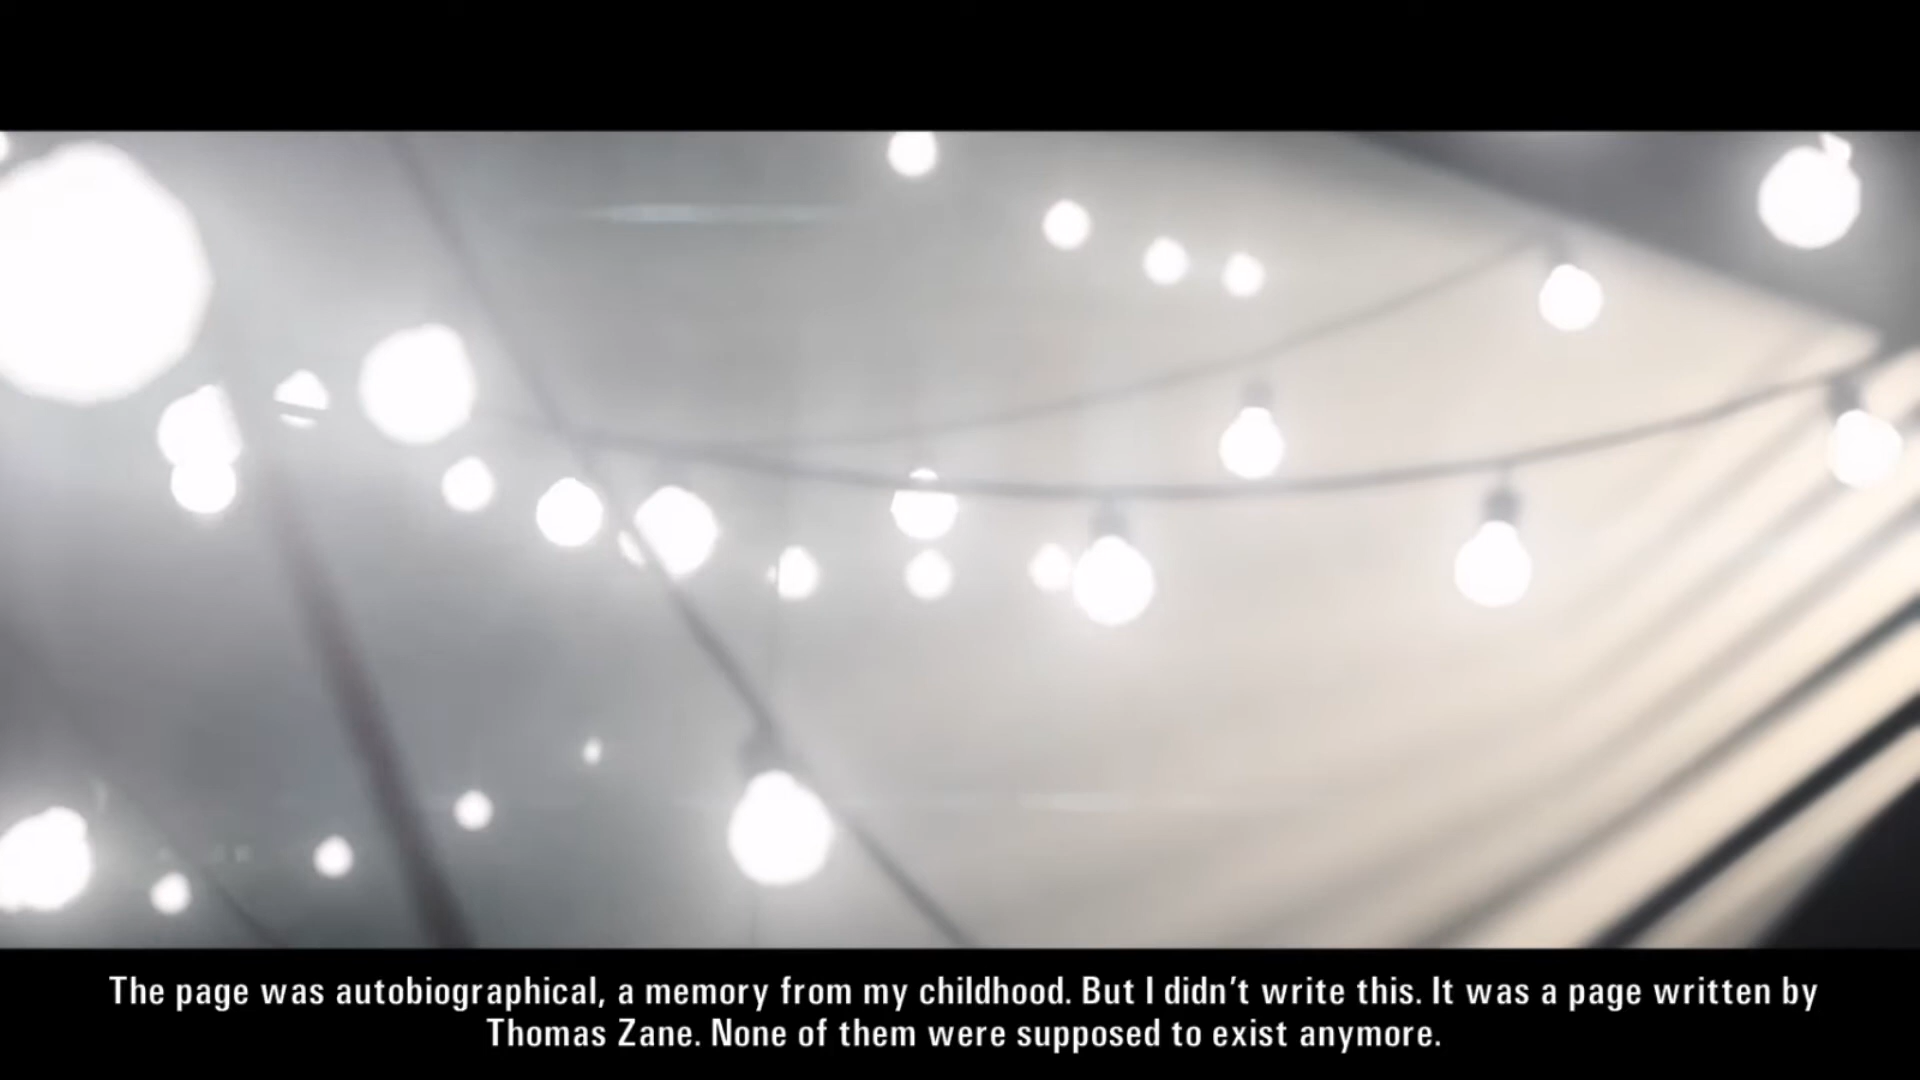 The page was autobiographical, a memory from my childhood. But I didn't write this. It was a page written by
Thomas Zane. None of them were supposed to exist anymore.